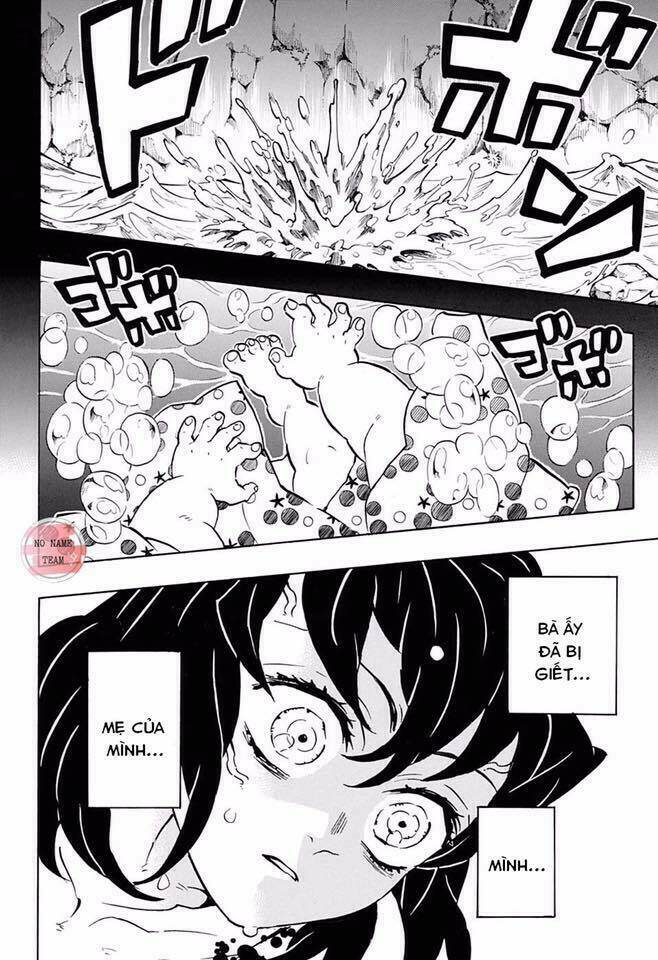 ドボン
ゴボゴボ
NO NAME
TEAM
BÀ ẤY
ĐÃ BỊ
GIẾT...
MẸ CỦA
MÌNH...
MÌNH...